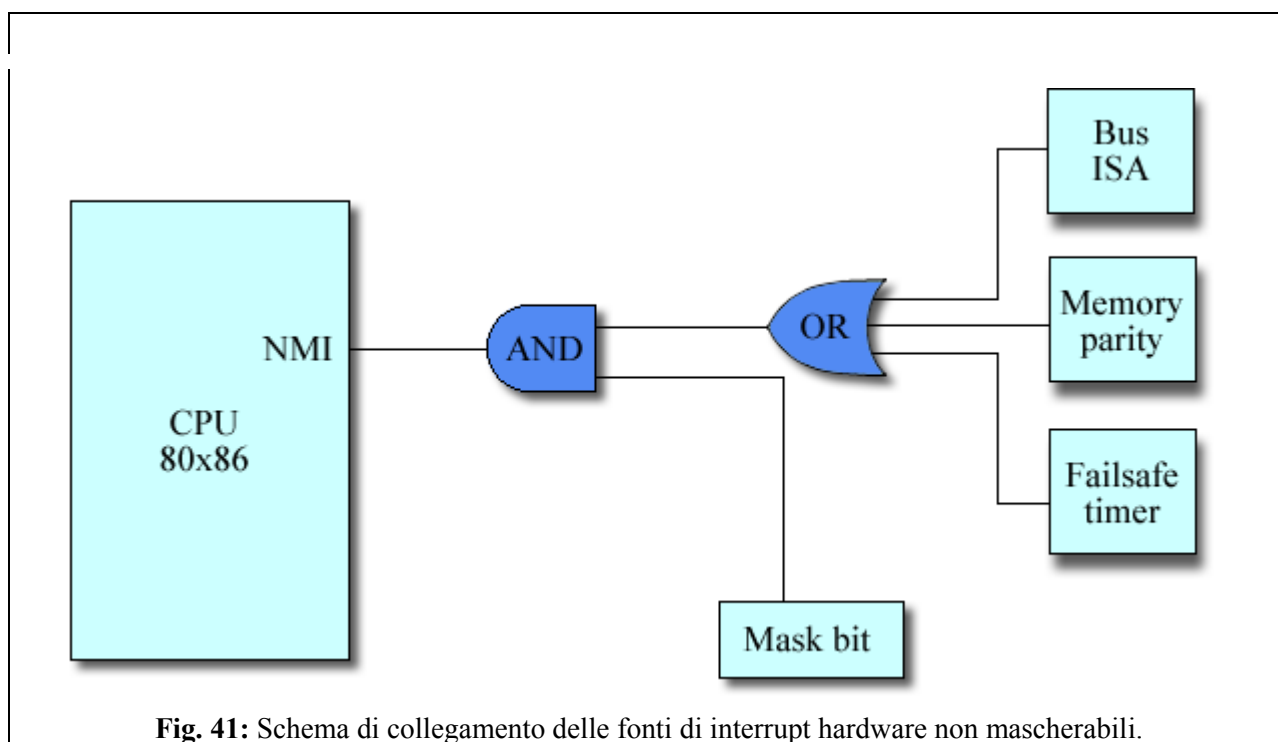 Bus
ISA
Memory
parity
Failsafe
timer
OR
AND
NMI
CPU
80x86
Mask bit
Fig. 41: Schema di collegamento delle fonti di interrupt hardware non mascherabili.